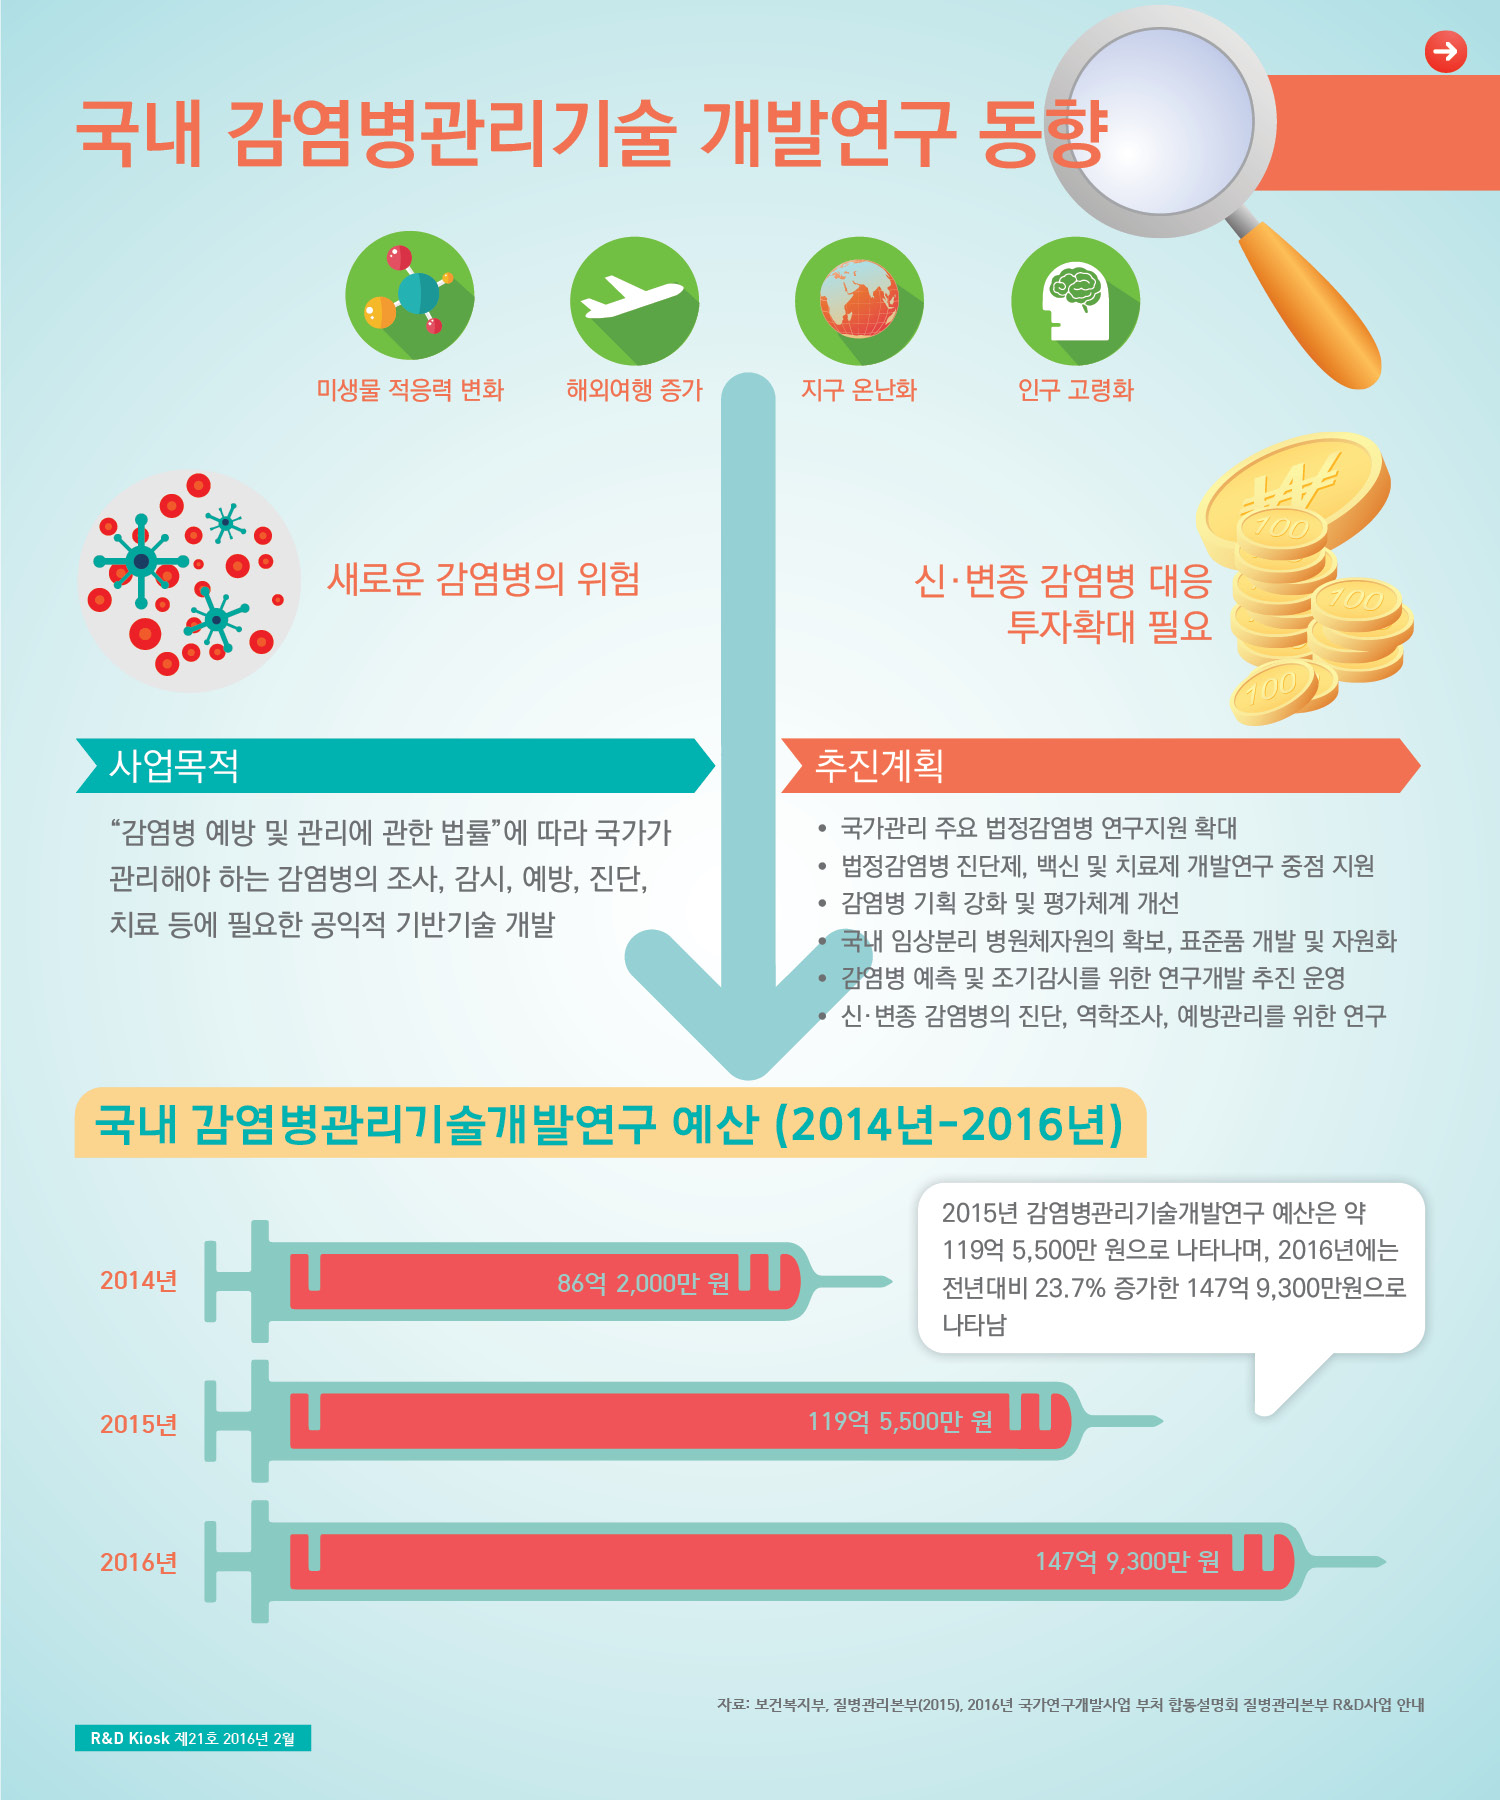 국내 감염병관리기술 개발연구 동향
미생물 적응력 변화
해외여행 증가
지구 온난화
인구 고령화
새로운 감염병의 위험
신·변종 감염병 대응
투자확대 필요
100
100
100
사업목적
“감염병 예방 및 관리에 관한 법률”에 따라 국가가
관리해야 하는 감염병의 조사, 감시, 예방, 진단,
치료 등에 필요한 공익적 기반기술 개발
추진계획
• 국가관리 주요 법정감염병 연구지원 확대
• 법정감염병 진단제, 백신 및 치료제 개발연구 중점 지원
• 감염병 기획 강화 및 평가체계 개선
• 국내 임상분리 병원체자원의 확보, 표준품 개발 및 자원화
• 감염병 예측 및 조기감시를 위한 연구개발 추진 운영
• 신·변종 감염병의 진단, 역학조사, 예방관리를 위한 연구
국내 감염병관리기술개발연구 예산 (2014년-2016년)
2015년 감염병관리기술개발연구 예산은 약
119억 5,500만 원으로 나타나며, 2016년에는
전년대비 23.7% 증가한 147억 9,300만원으로
나타남
2014년
86억 2,000만 원
2015년
119억 5,500만 원
2016년
147억 9,300만 원
자료: 보건복지부, 질병관리본부(2015), 2016년 국가연구개발사업 부처 합동설명회 질병관리본부 R&D사업 안내
R&D Kiosk 제21호 2016년 2월